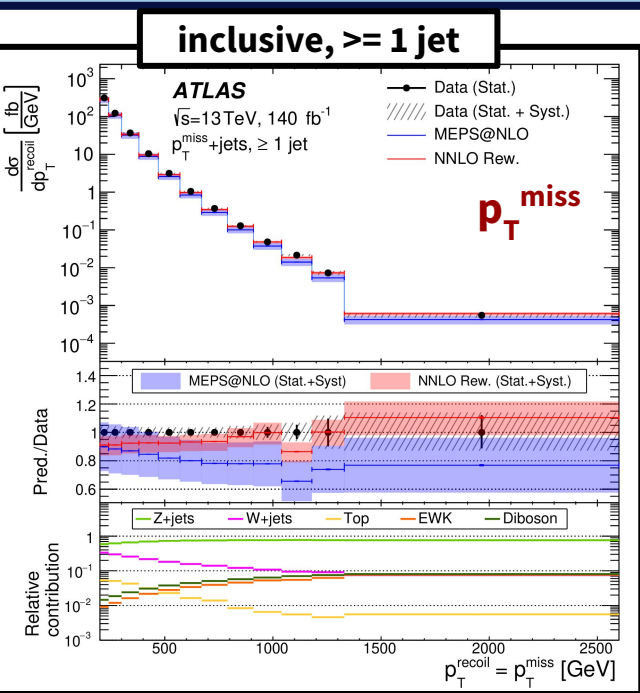 inclusive, >= 1 jet
dσ/dp_T^recoil [fb/GeV]
10³
10²
10
1
10⁻¹
10⁻²
10⁻³
10⁻⁴
ATLAS
√s=13TeV, 140 fb⁻¹
p_T^miss+jets, ≥ 1 jet
Data (Stat.)
Data (Stat. + Syst.)
MEPS@NLO
NNLO Rew.
p_T^miss
Pred./Data
1.4
1.2
1.0
0.8
0.6
MEPS@NLO (Stat.+Syst)
NNLO Rew. (Stat.+Syst.)
Relative
contribution
1
10⁻¹
10⁻²
10⁻³
Z+jets W+jets Top EWK Diboson
500 1000 1500 2000 2500
p_T^recoil = p_T^miss [GeV]